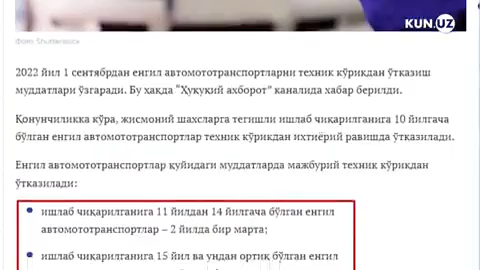 KUN.UZ
Фото: Shutterstock
2022 йил 1 сентябрдан енгил автомототранспортларни техник кўрикдан ўтказиш
муддатлари ўзгаради. Бу ҳақда "Ҳуқуқий ахборот" каналида хабар берилди.
Қонунчиликка кўра, жисмоний шахсларга тегишли ишлаб чиқарилганига 10 йилгача
бўлган енгил автомототранспортлар техник кўрикдан ихтиёрий равишда ўтказилади.
Енгил автомототранспортлар қуйидаги муддатларда мажбурий техник кўрикдан
ўтказилади:
ишлаб чиқарилганига 11 йилдан 14 йилгача бўлган енгил
автомототранспортлар – 2 йилда бир марта;
ишлаб чиқарилганига 15 йил ва ундан ортиқ бўлган енгил